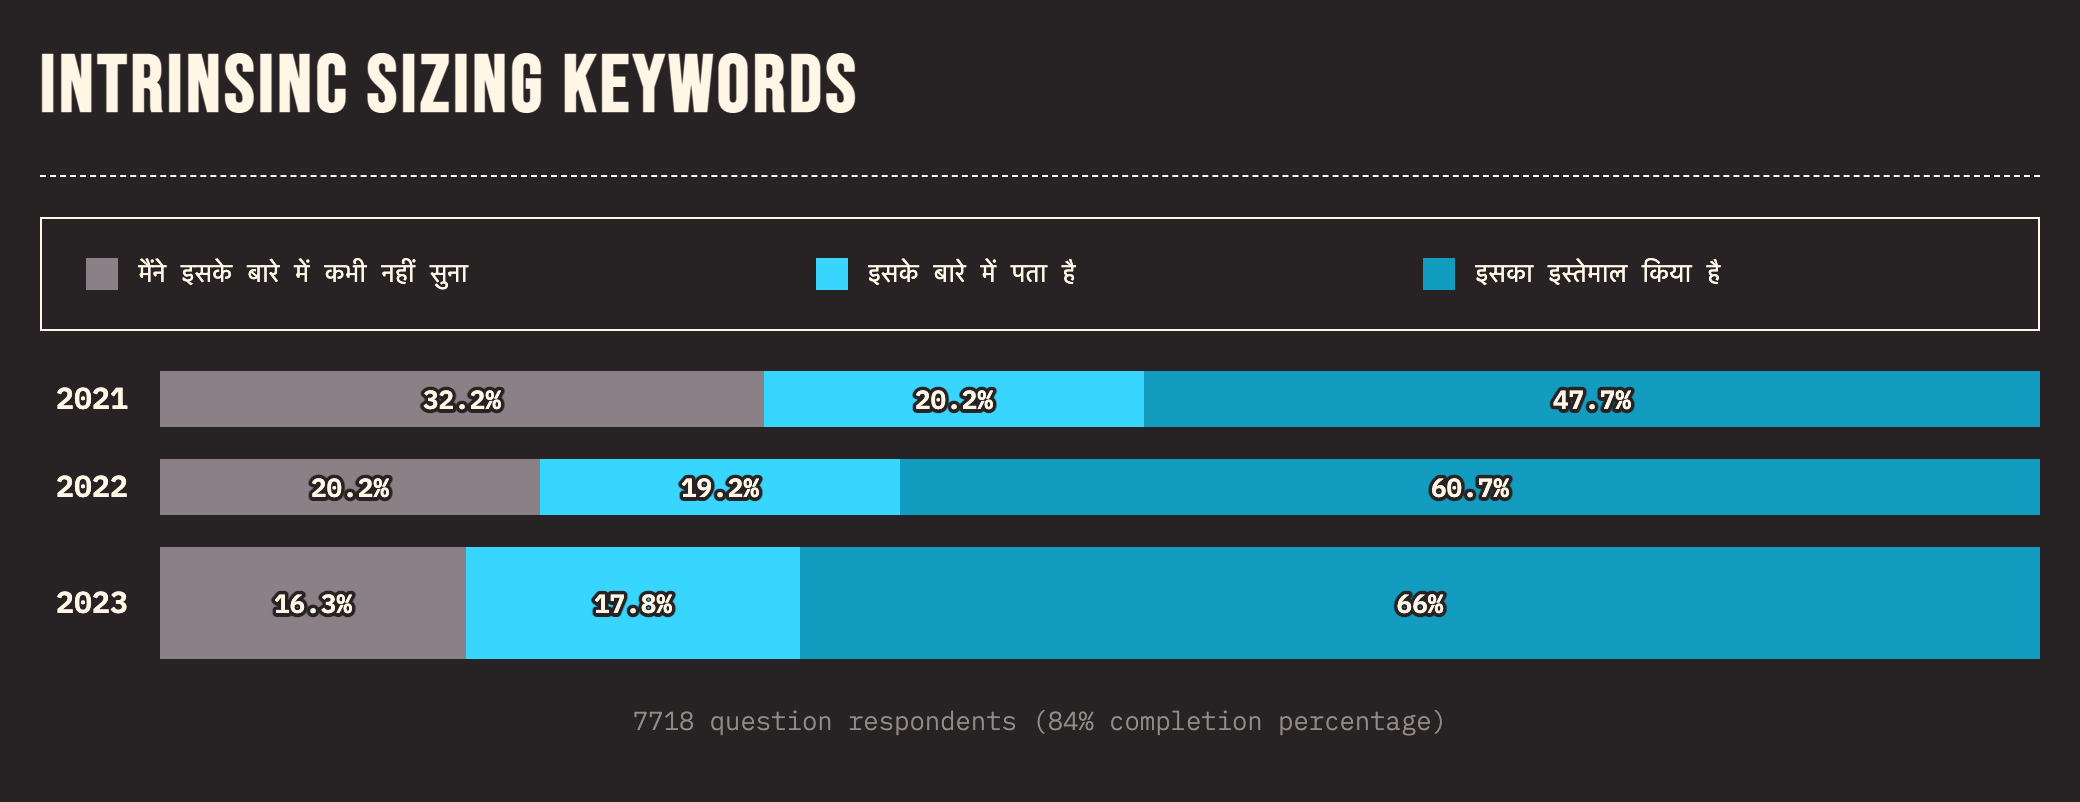 INTRINSINC SIZING KEYWORDS
मैंने इसके बारे में कभी नहीं सुना
इसके बारे में पता है
इसका इस्तेमाल किया है
2021 32.2% 20.2% 47.7%
2022 20.2% 19.2% 60.7%
2023 16.3% 17.8% 66%
7718 question respondents (84% completion percentage)